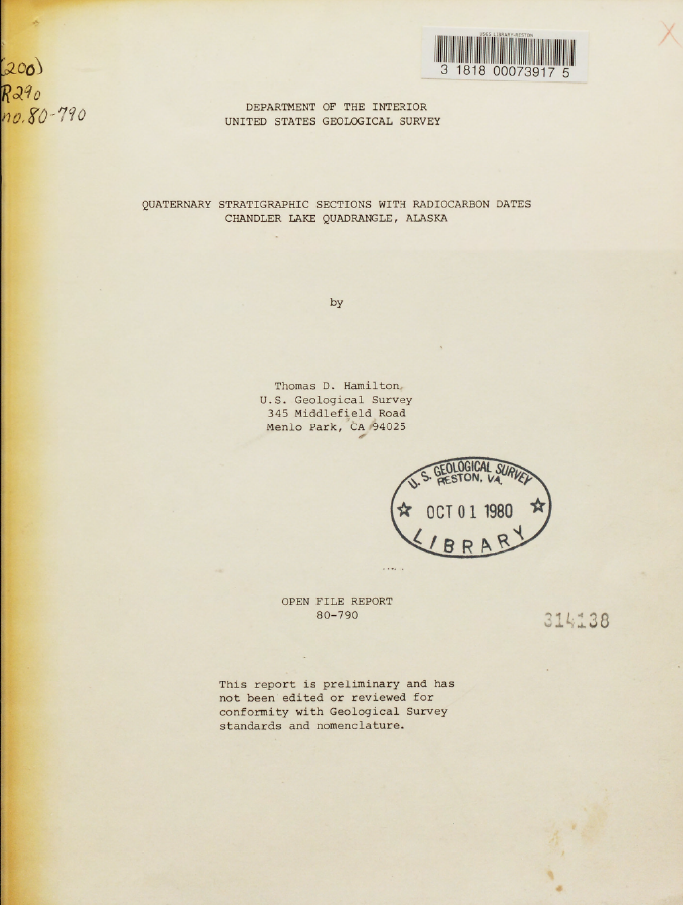 USGS LIBRARY-RESTON
3 1818 00073917 5
(200)
R290
no. 80-790
DEPARTMENT OF THE INTERIOR
UNITED STATES GEOLOGICAL SURVEY
QUATERNARY STRATIGRAPHIC SECTIONS WITH RADIOCARBON DATES
CHANDLER LAKE QUADRANGLE, ALASKA
by
Thomas D. Hamilton
U.S. Geological Survey
345 Middlefield Road
Menlo Park, CA 94025
U. S. GEOLOGICAL SURVEY
RESTON, VA.
OCT 01 1980
LIBRARY
OPEN FILE REPORT
80-790
314138
This report is preliminary and has
not been edited or reviewed for
conformity with Geological Survey
standards and nomenclature.